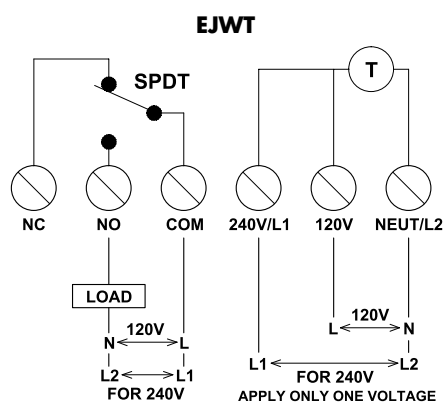 EJWT
SPDT
T
NC NO COM 240V/L1 120V NEUT/L2
LOAD
120V
N L
L2 L1
FOR 240V
120V
L N
L1 L2
FOR 240V
APPLY ONLY ONE VOLTAGE